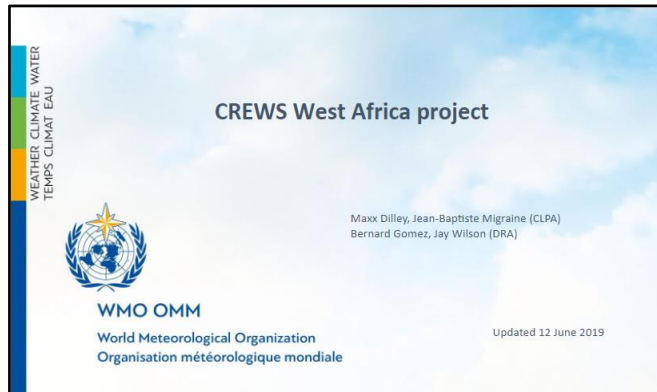 WEATHER CLIMATE WATER
TEMPS CLIMAT EAU
CREWS West Africa project
Maxx Dilley, Jean-Baptiste Migraine (CLPA)
Bernard Gomez, Jay Wilson (DRA)
WMO OMM
World Meteorological Organization
Organisation météorologique mondiale
Updated 12 June 2019